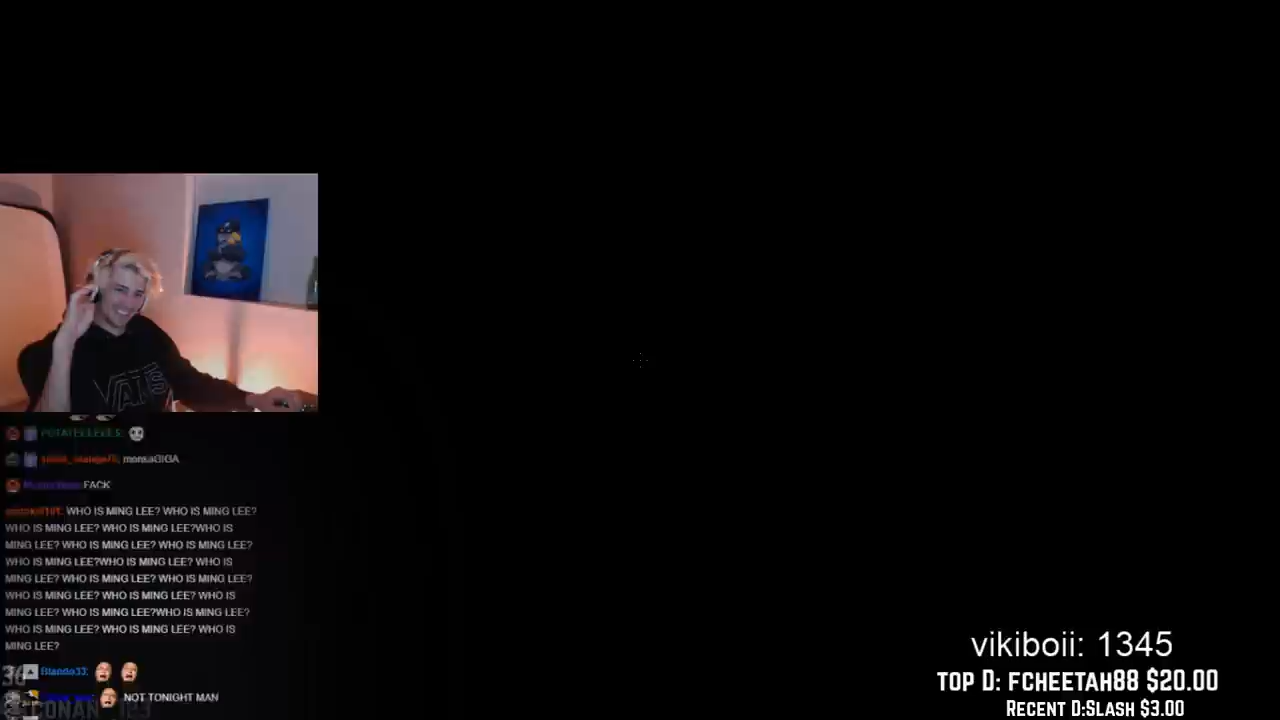 VANS
monkaGIGA
FACK
WHO IS MING LEE? WHO IS MING LEE?
WHO IS MING LEE? WHO IS MING LEE?WHO IS
MING LEE? WHO IS MING LEE? WHO IS MING LEE?
WHO IS MING LEE?WHO IS MING LEE? WHO IS
MING LEE? WHO IS MING LEE? WHO IS MING LEE?
WHO IS MING LEE? WHO IS MING LEE? WHO IS
MING LEE? WHO IS MING LEE?WHO IS MING LEE?
WHO IS MING LEE? WHO IS MING LEE? WHO IS
MING LEE?
Blando33:
NOT TONIGHT MAN
vikiboii: 1345
TOP D: FCHEETAH88 $20.00
RECENT D:SLASH $3.00